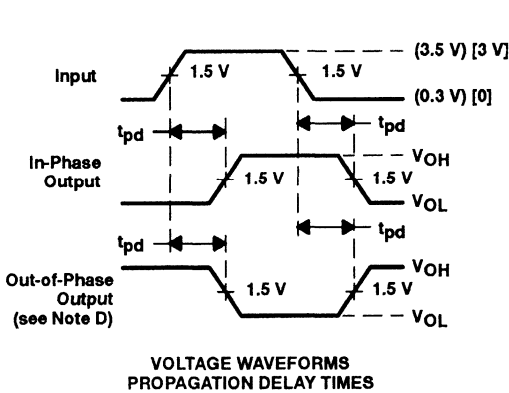 (3.5 V) [3 V]
Input
1.5 V
1.5 V
(0.3 V) [0]
tpd
tpd
In-Phase
Output
VOH
1.5 V
1.5 V
VOL
tpd
tpd
Out-of-Phase
Output
(see Note D)
VOH
1.5 V
1.5 V
VOL
VOLTAGE WAVEFORMS
PROPAGATION DELAY TIMES